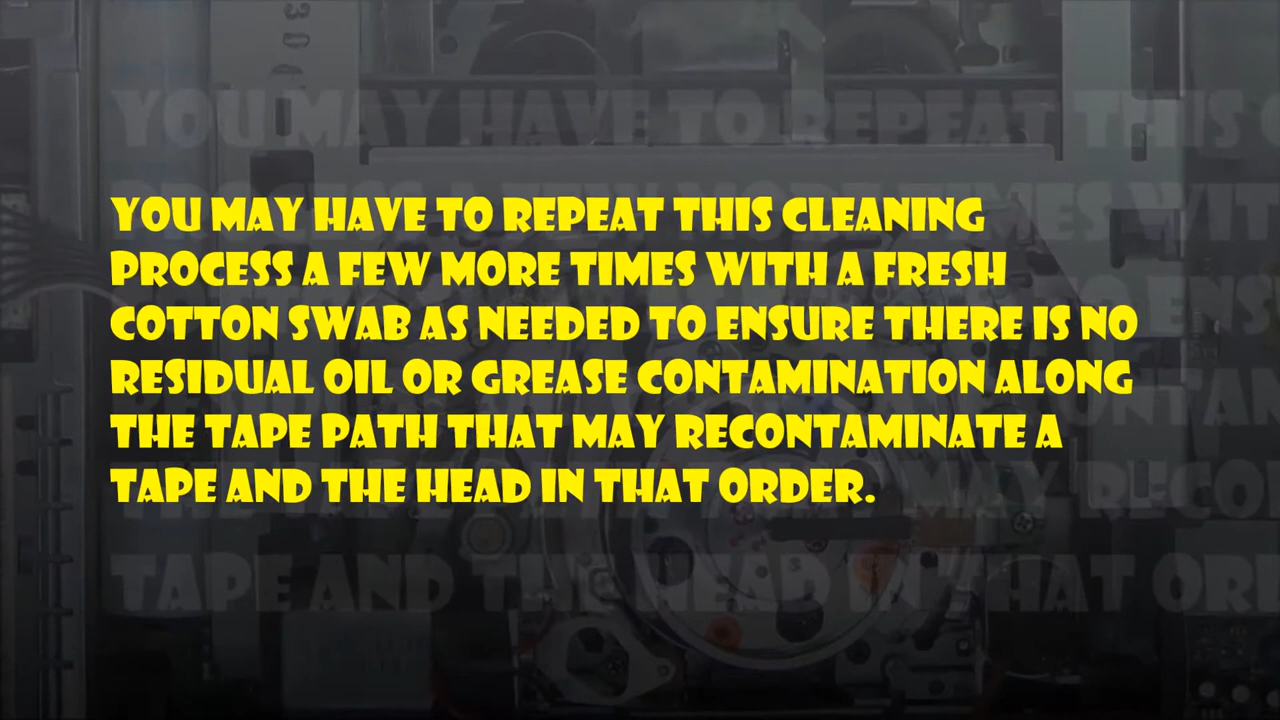 YOU MAY HAVE TO REPEAT THIS CLEANING
PROCESS A FEW MORE TIMES WITH A FRESH
COTTON SWAB AS NEEDED TO ENSURE THERE IS NO
RESIDUAL OIL OR GREASE CONTAMINATION ALONG
THE TAPE PATH THAT MAY RECONTAMINATE A
TAPE AND THE HEAD IN THAT ORDER.